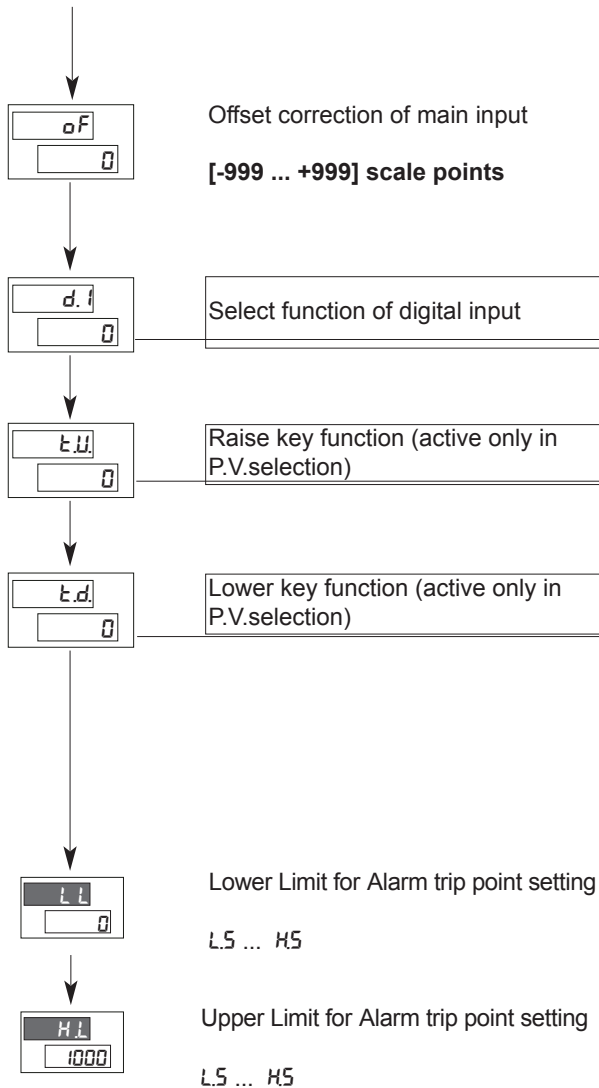 oF
0
Offset correction of main input
[-999 ... +999] scale points
d. I
0
Select function of digital input
t.U.
0
Raise key function (active only in
P.V.selection)
t.d.
0
Lower key function (active only in
P.V.selection)
L L
0
Lower Limit for Alarm trip point setting
L.S ... H.S
H.L
1000
Upper Limit for Alarm trip point setting
L.S ... H.S